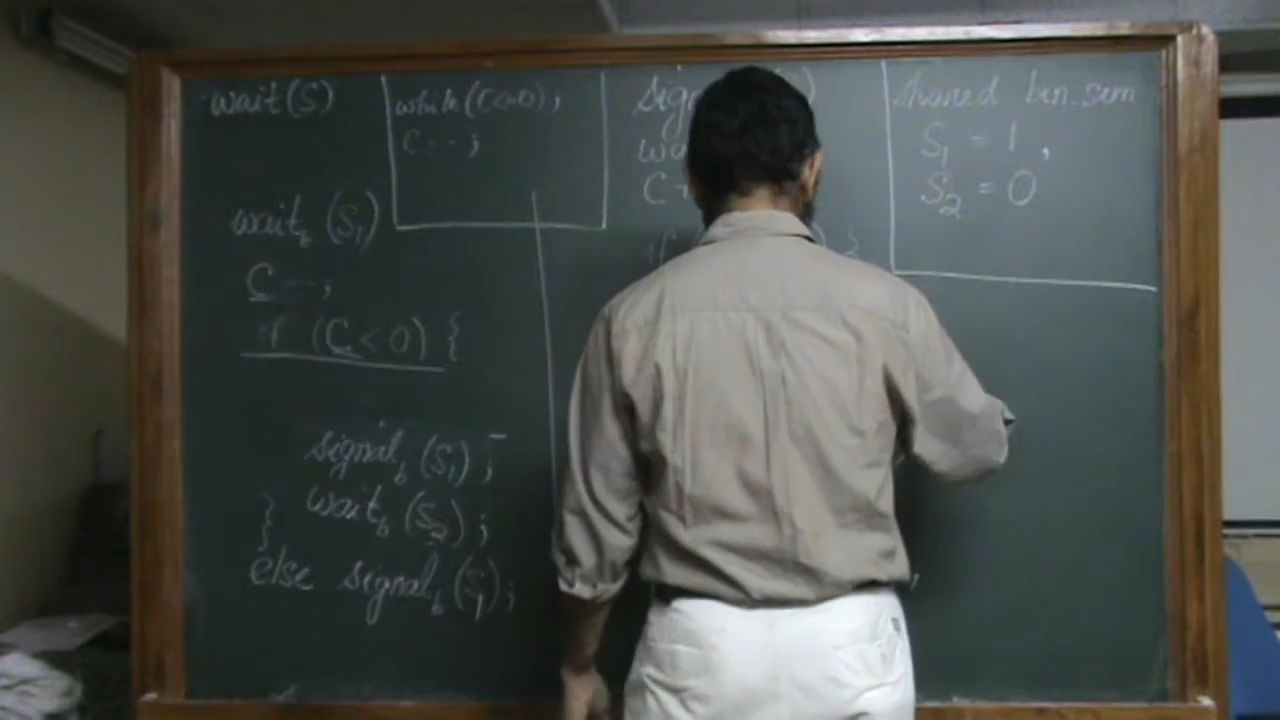 wait(S)
while (C<=0);
C--;
wait_b (S1)
C--;
if (C<0) {
signal_b (S1);
wait_b (S2);
}
else signal_b (S1);
C
if
) }
shared bin. sem
S1 = 1,
S2 = 0